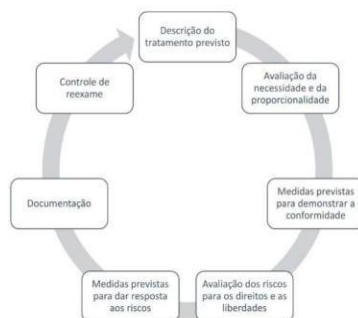 Descrição do
tratamento previsto
Avaliação da
necessidade e da
proporcionalidade
Medidas previstas
para demonstrar a
conformidade
Avaliação dos riscos
para os direitos e as
liberdades
Medidas previstas
para dar resposta
aos riscos
Documentação
Controle de
reexame